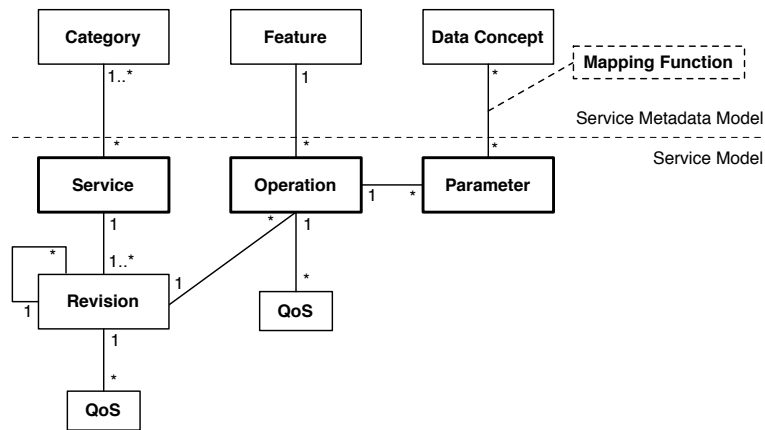 Category
Feature
Data Concept
1..*
1
*
Mapping Function
Service Metadata Model
*
*
*
Service Model
Service
Operation
Parameter
1
*
1
*
1
1..*
*
1
*
Revision
1
QoS
1
*
QoS